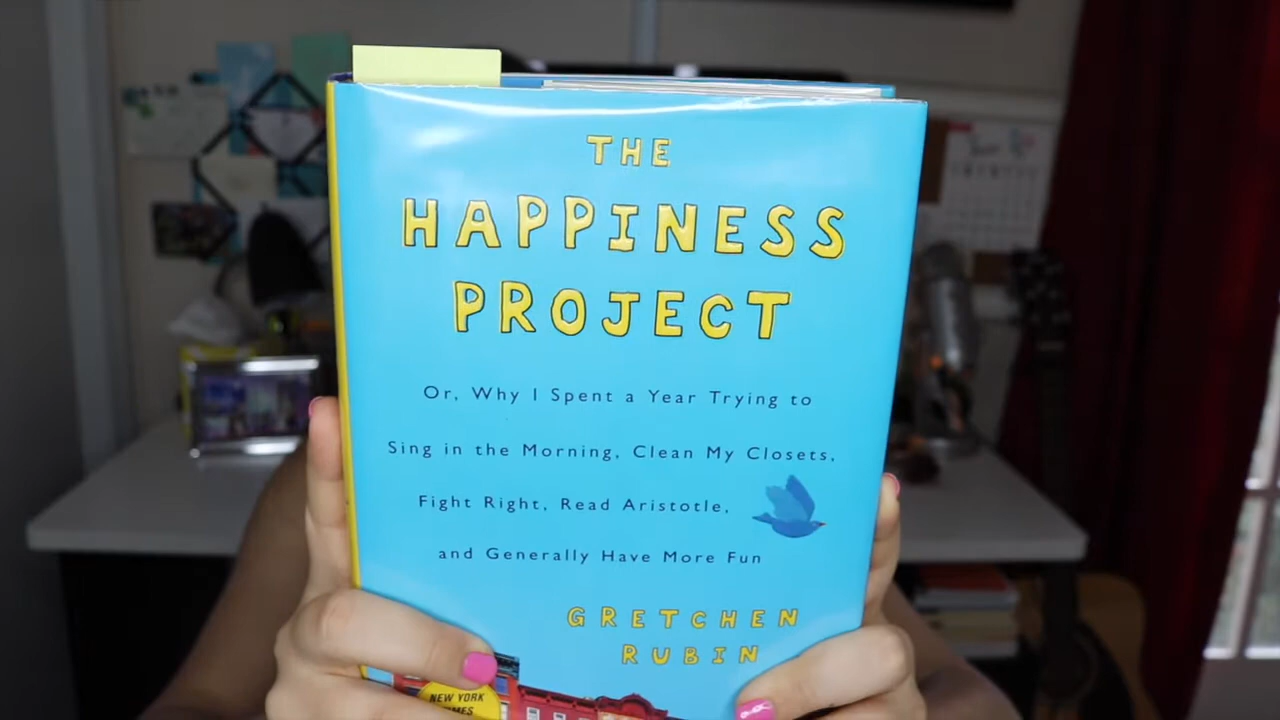 THE
HAPPINESS
PROJECT
Or, Why I Spent a Year Trying to
Sing in the Morning, Clean My Closets,
Fight Right, Read Aristotle,
and Generally Have More Fun
GRETCHEN
RUBIN
NEW YORK